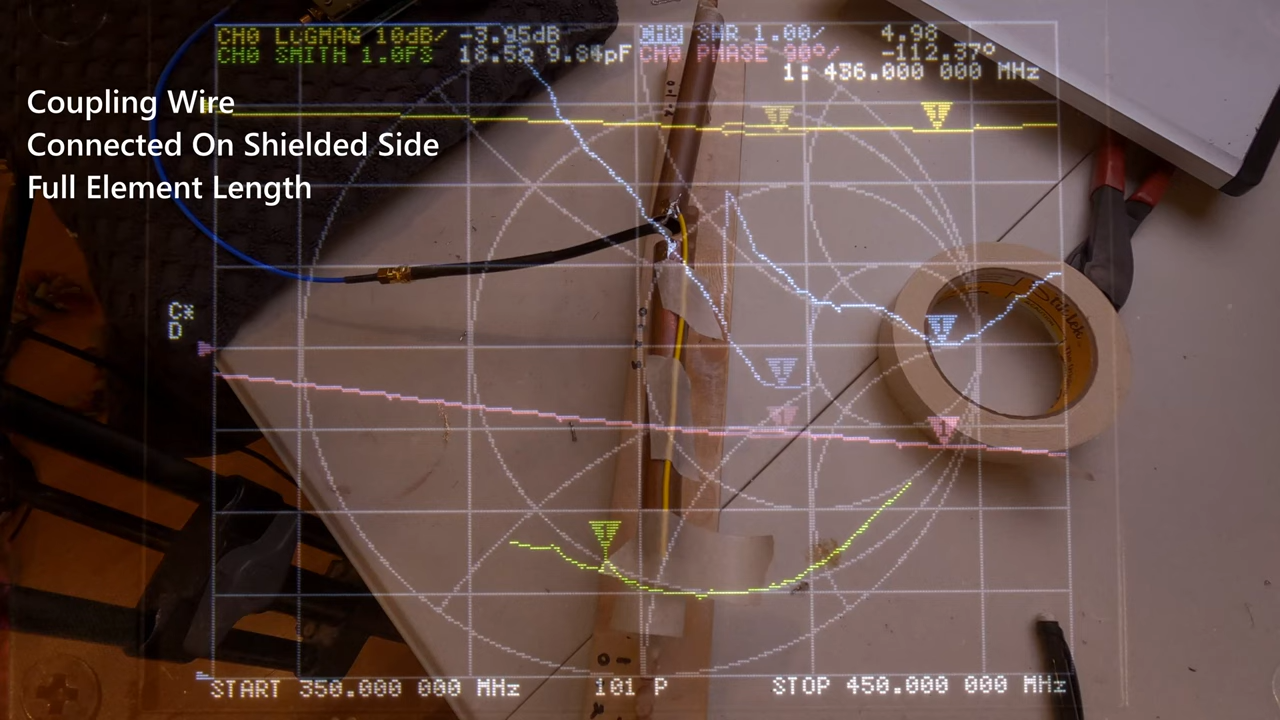 CH0 LOGMAG 10dB/ -3.95dB CH0 SWR 1.00/ 4.98
CH0 SMITH 1.0FS 18.5Ω 9.84pF CH0 PHASE 90°/ -112.37°
1: 436.000 000 MHz
Coupling Wire
Connected On Shielded Side
Full Element Length
C*
D
START 350.000 000 MHz 101 P STOP 450.000 000 MHz